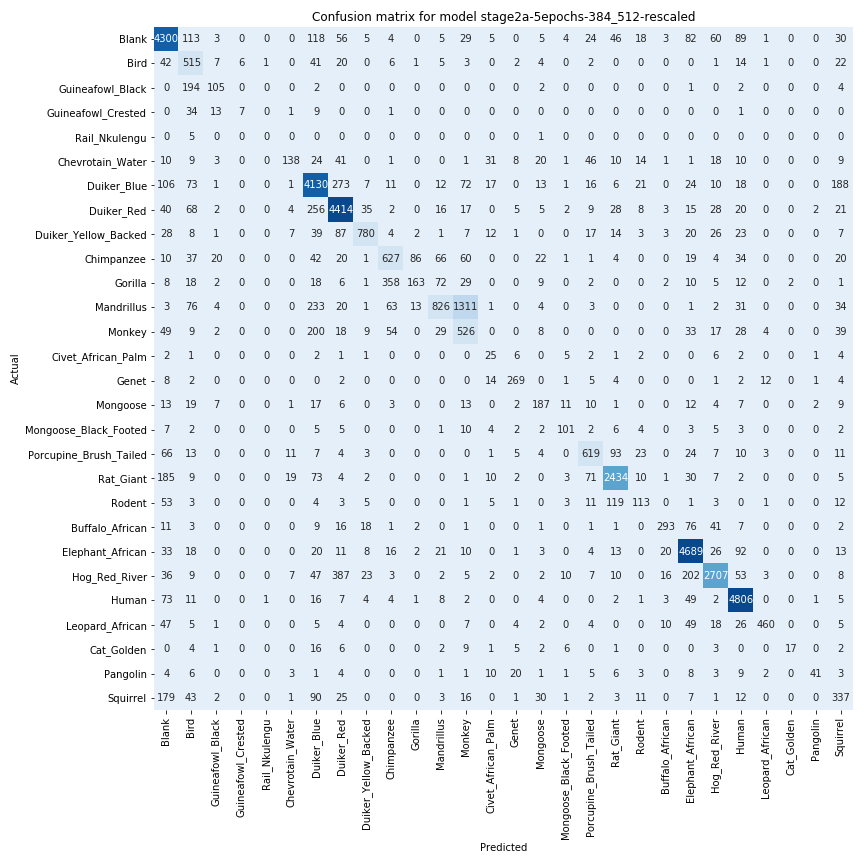 Confusion matrix for model stage2a-5epochs-384_512-rescaled
Actual
Blank 4300 113 3 0 0 0 118 56 5 4 0 5 29 5 0 5 4 24 46 18 3 82 60 89 1 0 0 30
Bird 42 515 7 6 1 0 41 20 0 6 1 5 3 0 2 4 0 2 0 0 0 0 1 14 1 0 0 22
Guineafowl_Black 0 194 105 0 0 0 2 0 0 0 0 0 0 0 0 2 0 0 0 0 0 1 0 2 0 0 0 4
Guineafowl_Crested 0 34 13 7 0 1 9 0 0 1 0 0 0 0 0 0 0 0 0 0 0 0 0 1 0 0 0 0
Rail_Nkulengu 0 5 0 0 0 0 0 0 0 0 0 0 0 0 0 1 0 0 0 0 0 0 0 0 0 0 0 0
Chevrotain_Water 10 9 3 0 0 138 24 41 0 1 0 1 1 31 8 20 1 46 10 14 1 1 18 10 0 0 0 9
Duiker_Blue 106 73 1 0 0 1 4130 273 7 11 0 12 72 17 0 13 1 16 6 21 0 24 10 18 0 0 0 188
Duiker_Red 40 68 2 0 0 4 256 4414 35 2 0 16 17 0 5 5 2 9 28 8 3 15 28 20 0 0 2 21
Duiker_Yellow_Backed 28 8 1 0 0 7 39 87 780 4 2 1 7 12 1 0 0 17 14 3 3 20 26 23 0 0 0 7
Chimpanzee 10 37 20 0 0 0 42 20 1 627 86 66 60 0 0 22 1 1 4 0 0 19 4 34 0 0 0 20
Gorilla 8 18 2 0 0 0 18 6 1 358 163 72 29 0 0 9 0 2 0 0 2 10 5 12 0 2 0 1
Mandrillus 3 76 4 0 0 0 233 20 1 63 13 826 1311 1 0 4 0 3 0 0 0 1 2 31 0 0 0 34
Monkey 49 9 2 0 0 0 200 18 9 54 0 29 526 0 0 8 0 0 0 0 0 33 17 28 4 0 0 39
Civet_African_Palm 2 1 0 0 0 0 2 1 1 0 0 0 0 25 6 0 5 2 1 2 0 0 6 2 0 0 1 4
Genet 8 2 0 0 0 0 0 2 0 0 0 0 0 14 269 0 1 5 4 0 0 0 1 2 12 0 1 4
Mongoose 13 19 7 0 0 1 17 6 0 3 0 0 13 0 2 187 11 10 1 0 0 12 4 7 0 0 2 9
Mongoose_Black_Footed 7 2 0 0 0 0 5 5 0 0 0 1 10 4 2 2 101 2 6 4 0 3 5 3 0 0 0 2
Porcupine_Brush_Tailed 66 13 0 0 0 11 7 4 3 0 0 0 0 1 5 4 0 619 93 23 0 24 7 10 3 0 0 11
Rat_Giant 185 9 0 0 0 19 73 4 2 0 0 0 1 10 2 0 3 71 2434 10 1 30 7 2 0 0 0 5
Rodent 53 3 0 0 0 0 4 3 5 0 0 0 1 5 1 0 3 11 119 113 0 1 3 0 1 0 0 12
Buffalo_African 11 3 0 0 0 0 9 16 18 1 2 0 1 0 0 1 0 1 1 0 293 76 41 7 0 0 0 2
Elephant_African 33 18 0 0 0 0 20 11 8 16 2 21 10 0 1 3 0 4 13 0 20 4689 26 92 0 0 0 13
Hog_Red_River 36 9 0 0 0 7 47 387 23 3 0 2 5 2 0 2 10 7 10 0 16 202 2707 53 3 0 0 8
Human 73 11 0 0 1 0 16 7 4 4 1 8 2 0 0 4 0 0 2 1 3 49 2 4806 0 0 1 5
Leopard_African 47 5 1 0 0 0 5 4 0 0 0 0 7 0 4 2 0 4 0 0 10 49 18 26 460 0 0 5
Cat_Golden 0 4 1 0 0 0 16 6 0 0 0 2 9 1 5 2 6 0 1 0 0 0 3 0 0 17 0 2
Pangolin 4 6 0 0 0 3 1 4 0 0 0 1 1 10 20 1 1 5 6 3 0 8 3 9 2 0 41 3
Squirrel 179 43 2 0 0 1 90 25 0 0 0 3 16 0 1 30 1 2 3 11 0 7 1 12 0 0 0 337
Blank Bird Guineafowl_Black Guineafowl_Crested Rail_Nkulengu Chevrotain_Water Duiker_Blue Duiker_Red Duiker_Yellow_Backed Chimpanzee Gorilla Mandrillus Monkey Civet_African_Palm Genet Mongoose Mongoose_Black_Footed Porcupine_Brush_Tailed Rat_Giant Rodent Buffalo_African Elephant_African Hog_Red_River Human Leopard_African Cat_Golden Pangolin Squirrel
Predicted